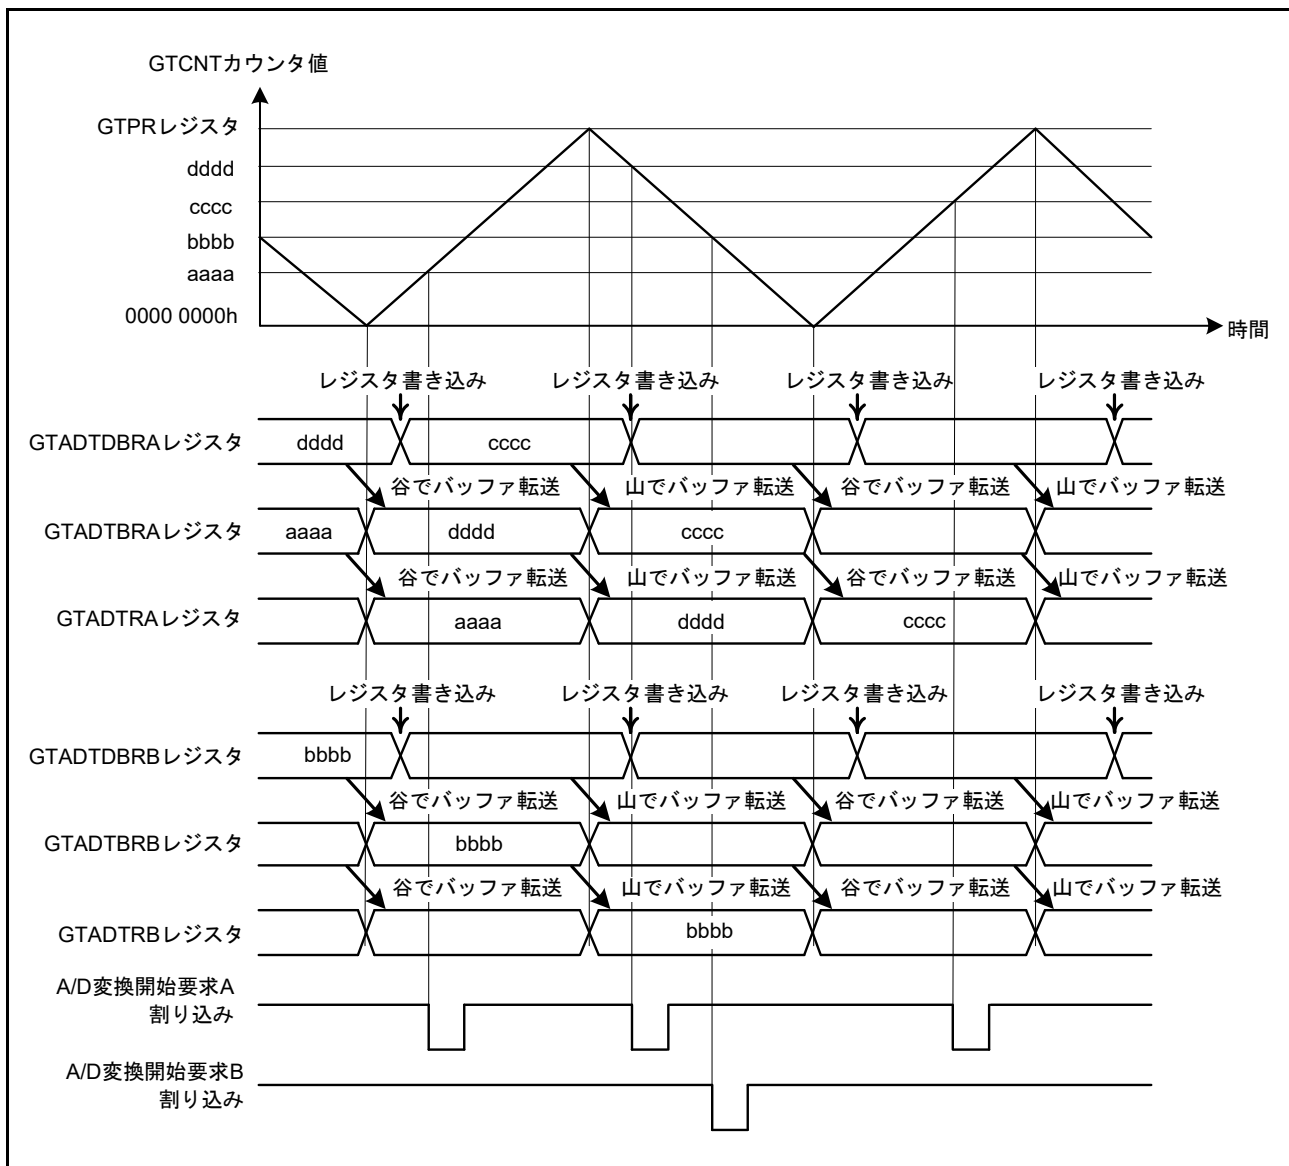 GTCNTカウンタ値
GTPRレジスタ
dddd
cccc
bbbb
aaaa
0000 0000h
時間
レジスタ書き込み レジスタ書き込み レジスタ書き込み レジスタ書き込み
GTADTDBRAレジスタ dddd cccc
谷でバッファ転送 山でバッファ転送 谷でバッファ転送 山でバッファ転送
GTADTBRAレジスタ aaaa dddd cccc
谷でバッファ転送 山でバッファ転送 谷でバッファ転送 山でバッファ転送
GTADTRAレジスタ aaaa dddd cccc
レジスタ書き込み レジスタ書き込み レジスタ書き込み レジスタ書き込み
GTADTDBRBレジスタ bbbb
谷でバッファ転送 山でバッファ転送 谷でバッファ転送 山でバッファ転送
GTADTBRBレジスタ bbbb
谷でバッファ転送 山でバッファ転送 谷でバッファ転送 山でバッファ転送
GTADTRBレジスタ bbbb
A/D変換開始要求A
割り込み
A/D変換開始要求B
割り込み